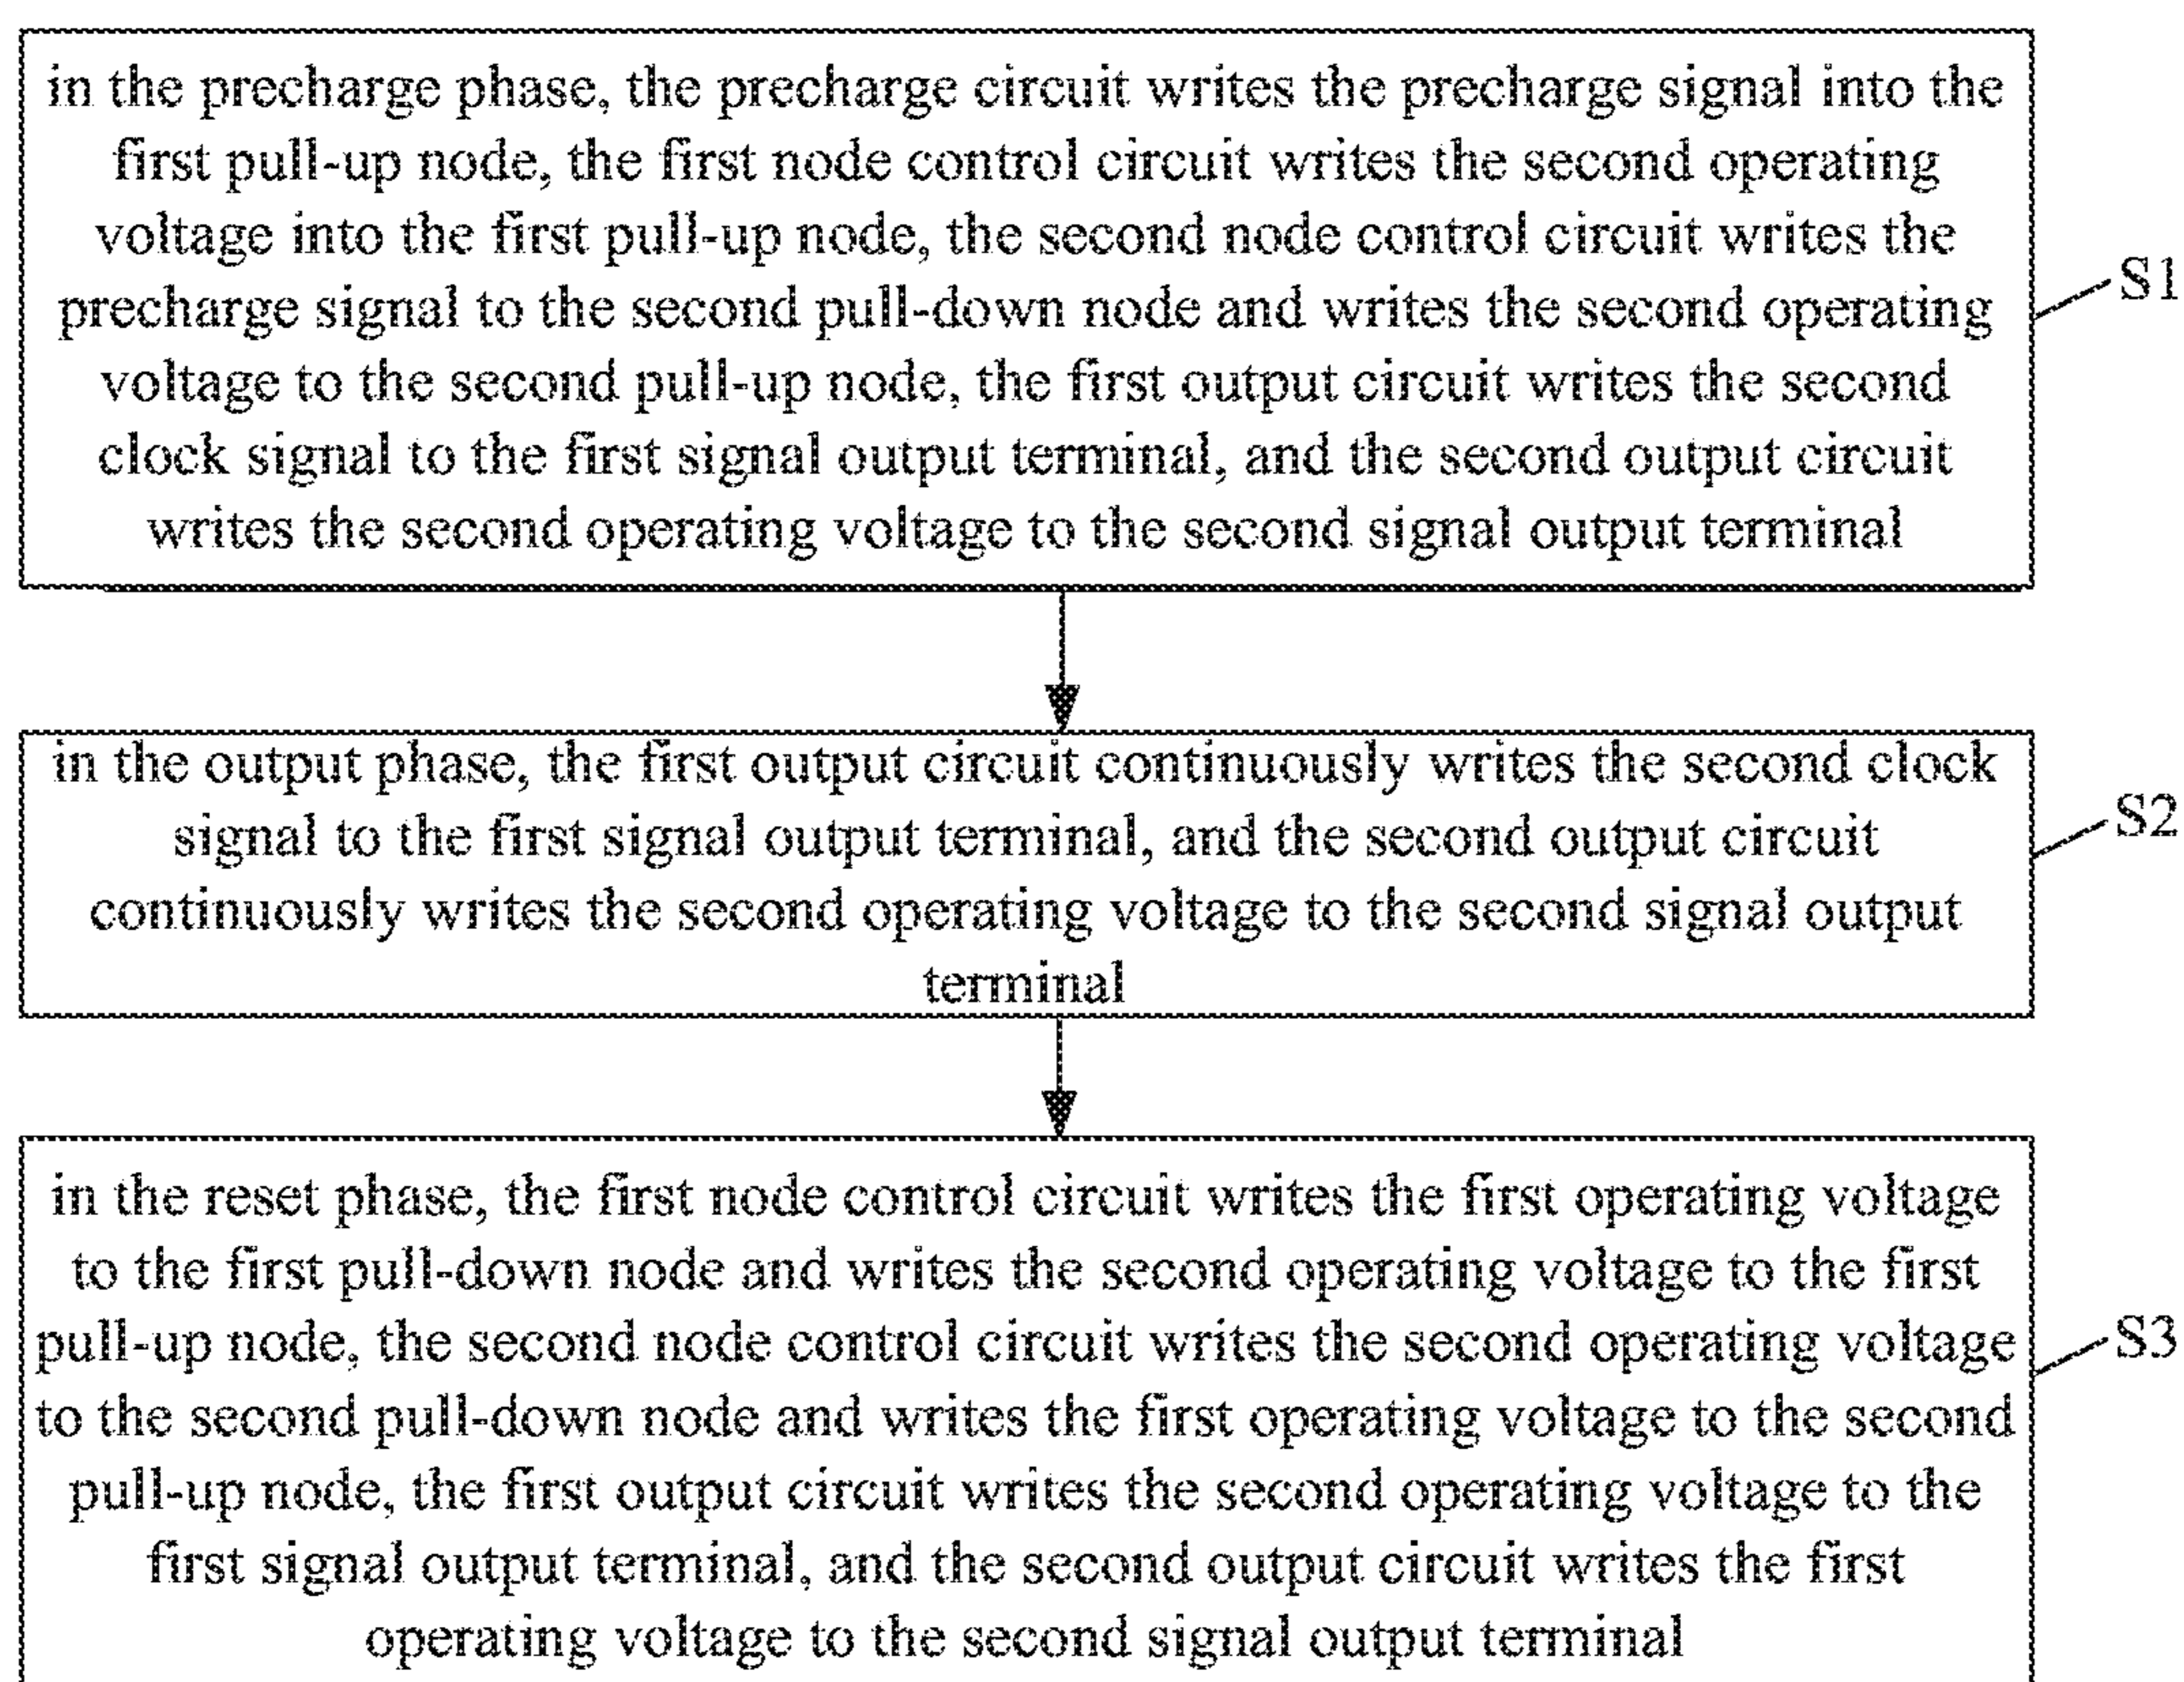 in the precharge phase, the precharge circuit writes the precharge signal into the
first pull-up node, the first node control circuit writes the second operating
voltage into the first pull-up node, the second node control circuit writes the
precharge signal to the second pull-down node and writes the second operating
voltage to the second pull-up node, the first output circuit writes the second
clock signal to the first signal output terminal, and the second output circuit
writes the second operating voltage to the second signal output terminal
S1
in the output phase, the first output circuit continuously writes the second clock
signal to the first signal output terminal, and the second output circuit
continuously writes the second operating voltage to the second signal output
terminal
S2
in the reset phase, the first node control circuit writes the first operating voltage
to the first pull-down node and writes the second operating voltage to the first
pull-up node, the second node control circuit writes the second operating voltage
to the second pull-down node and writes the first operating voltage to the second
pull-up node, the first output circuit writes the second operating voltage to the
first signal output terminal, and the second output circuit writes the first
operating voltage to the second signal output terminal
S3